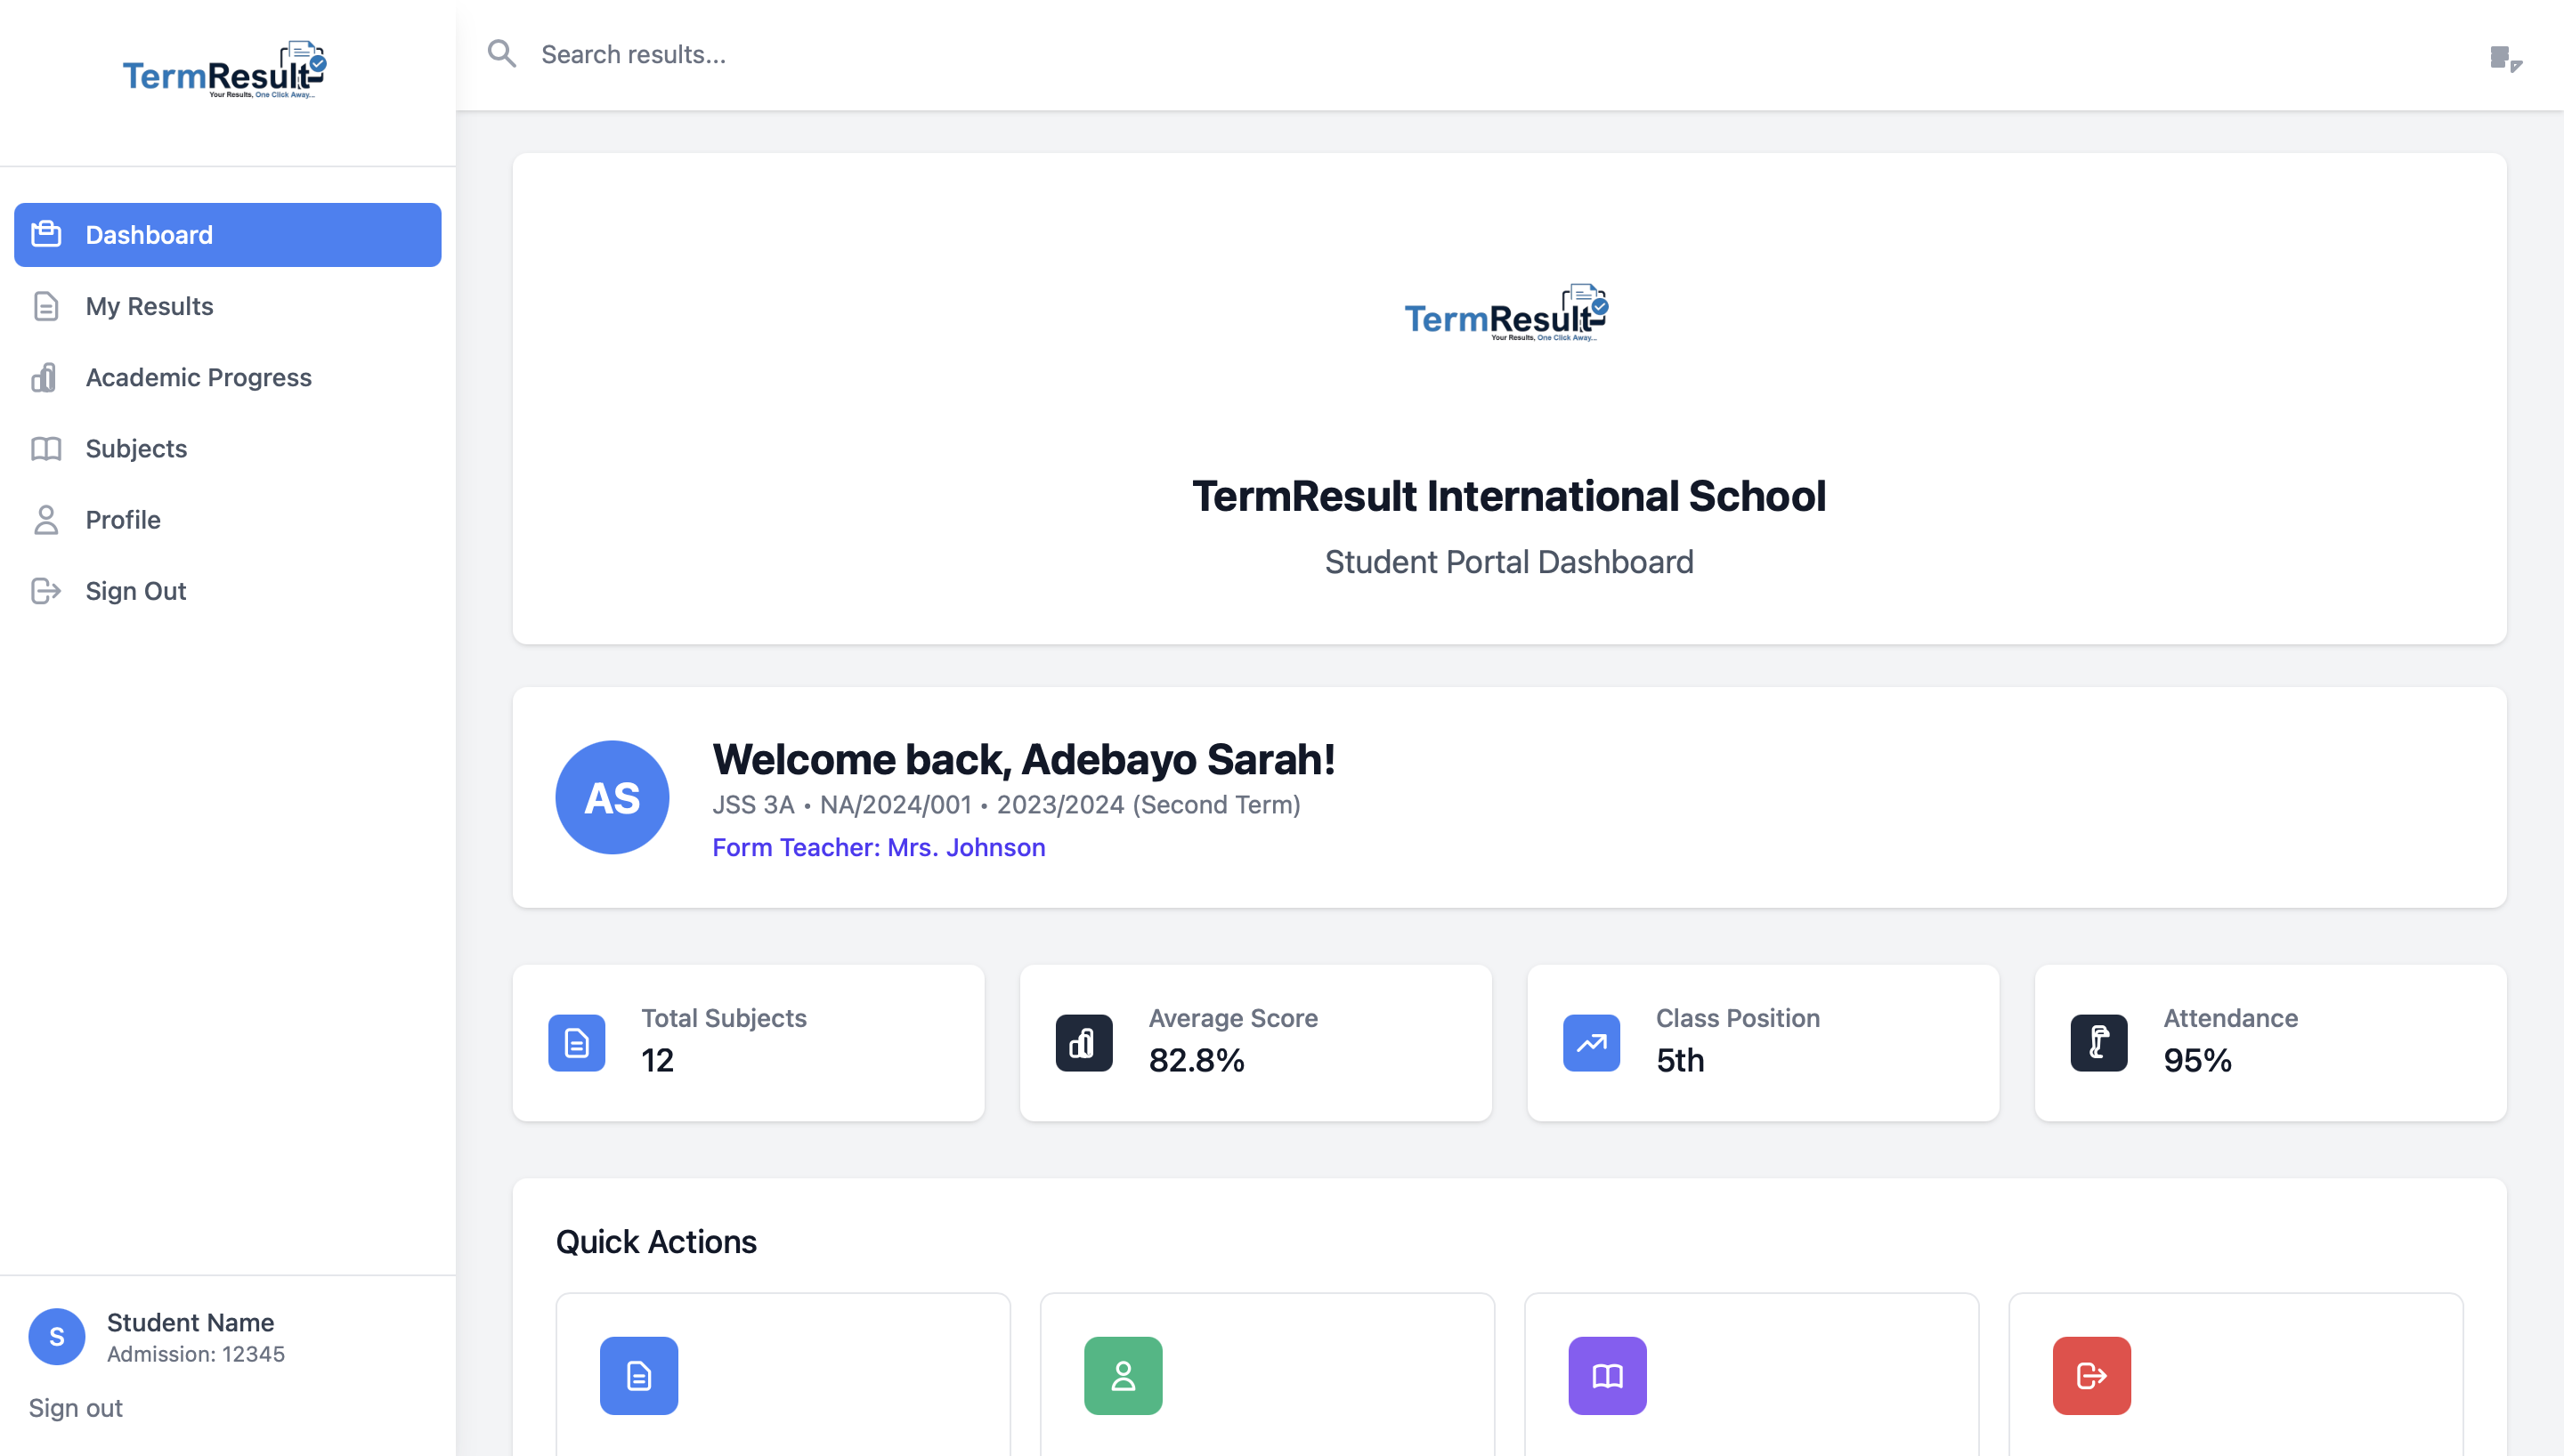 TermResult
Your Results, One Click Away...
Search results...
Dashboard
My Results
Academic Progress
Subjects
Profile
Sign Out
TermResult
Your Results, One Click Away...
TermResult International School
Student Portal Dashboard
AS
Welcome back, Adebayo Sarah!
JSS 3A • NA/2024/001 • 2023/2024 (Second Term)
Form Teacher: Mrs. Johnson
Total Subjects
12
Average Score
82.8%
Class Position
5th
Attendance
95%
Quick Actions
S
Student Name
Admission: 12345
Sign out